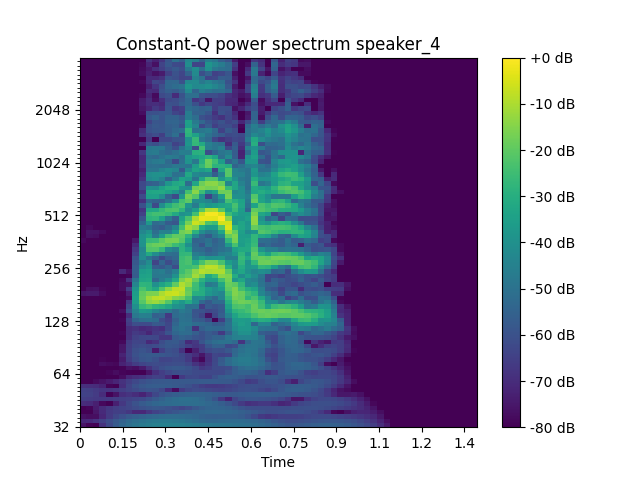 Constant-Q power spectrum speaker_4
+0 dB
-10 dB
-20 dB
-30 dB
-40 dB
-50 dB
-60 dB
-70 dB
-80 dB
2048
1024
512
256
128
64
32
Hz
0 0.15 0.3 0.45 0.6 0.75 0.9 1.1 1.2 1.4
Time